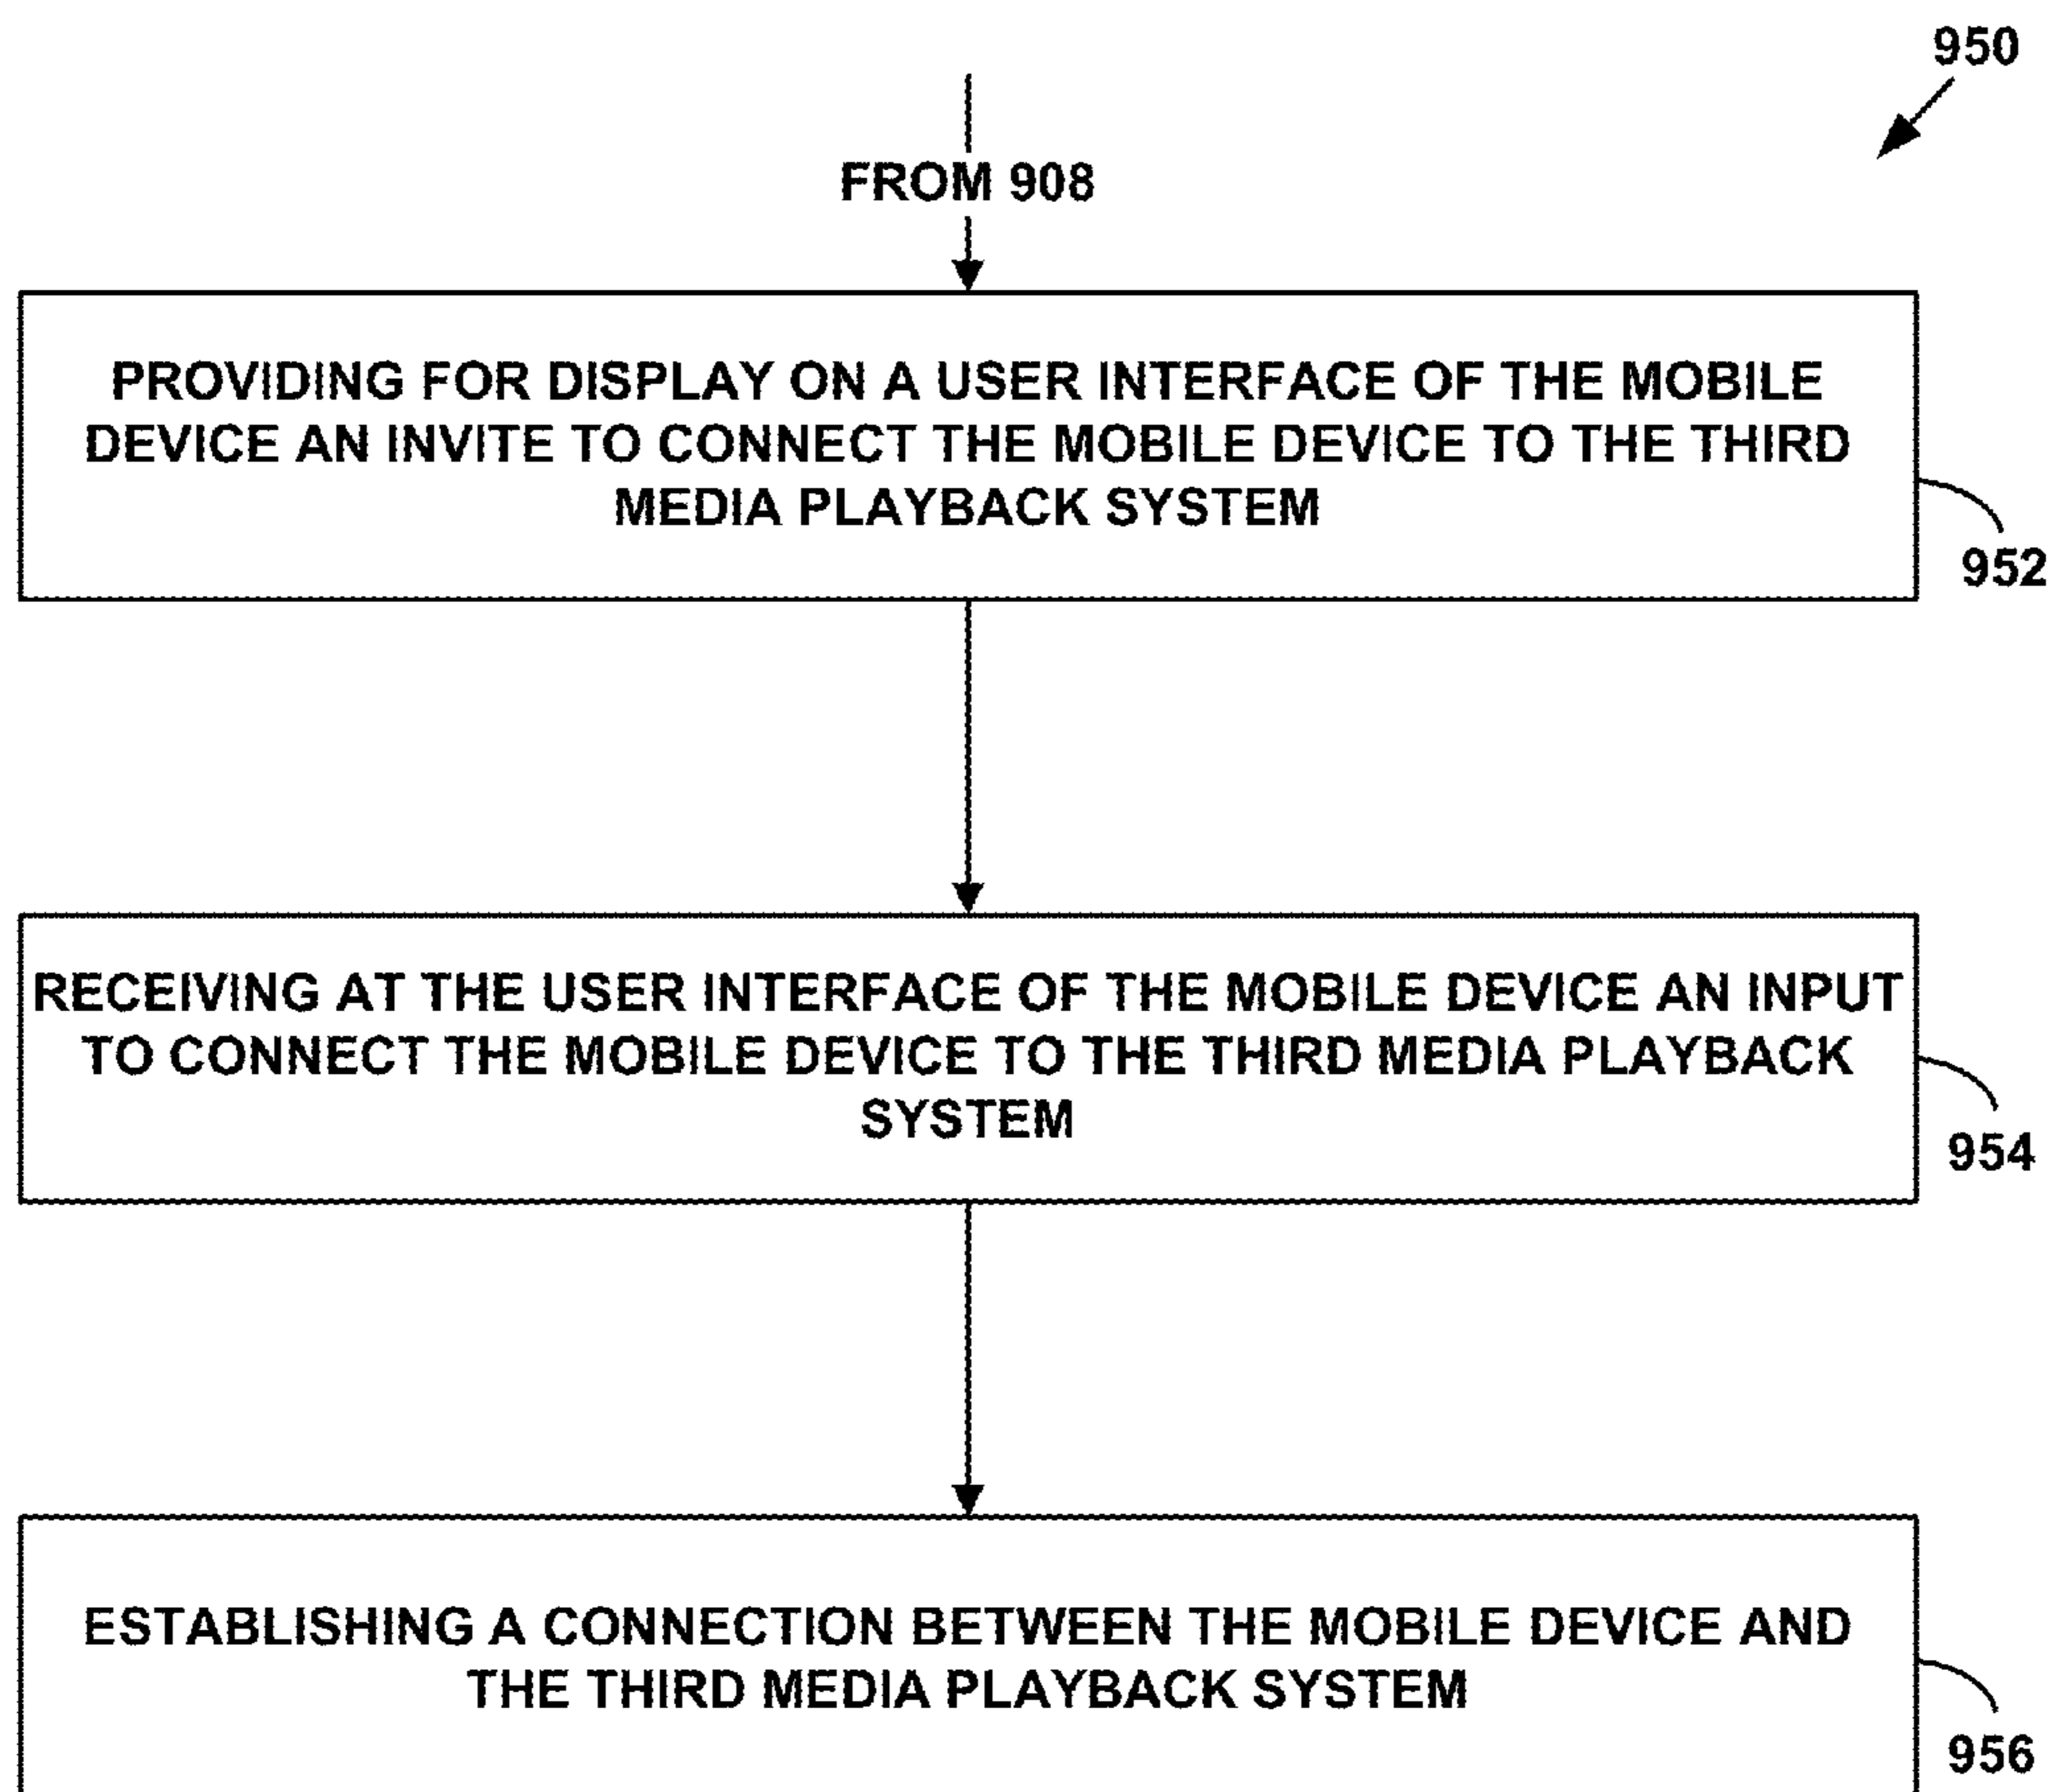 950
FROM 908
PROVIDING FOR DISPLAY ON A USER INTERFACE OF THE MOBILE
DEVICE AN INVITE TO CONNECT THE MOBILE DEVICE TO THE THIRD
MEDIA PLAYBACK SYSTEM
952
RECEIVING AT THE USER INTERFACE OF THE MOBILE DEVICE AN INPUT
TO CONNECT THE MOBILE DEVICE TO THE THIRD MEDIA PLAYBACK
SYSTEM
954
ESTABLISHING A CONNECTION BETWEEN THE MOBILE DEVICE AND
THE THIRD MEDIA PLAYBACK SYSTEM
956